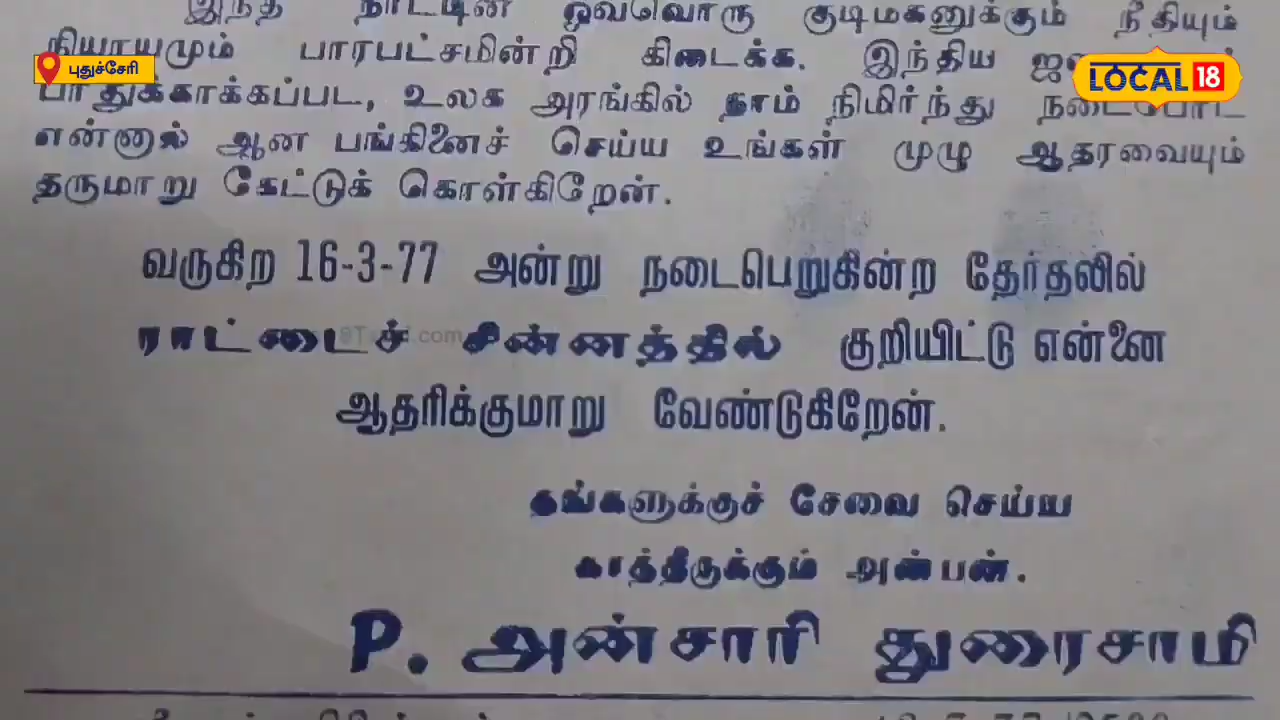 இந்த நாட்டின் ஒவ்வொரு குடிமகனுக்கும் நீதியும்
நியாயமும் பாரபட்சமின்றி கிடைக்க, இந்திய
புதுச்சேரி
LOCAL 18
பாதுக்காக்கப்பட, உலக அரங்கில் நாம் நிமிர்ந்து நடைபோட
என்னால் ஆன பங்கினைச் செய்ய உங்கள் முழு ஆதரவையும்
தருமாறு கேட்டுக் கொள்கிறேன்.
வருகிற 16-3-77 அன்று நடைபெறுகின்ற தேர்தலில்
ராட்டைச் சின்னத்தில் குறியிட்டு என்னை
ஆதரிக்குமாறு வேண்டுகிறேன்.
தங்களுக்குச் சேவை செய்ய
காத்திருக்கும் அன்பன்.
P. அன்சாரி துரைசாமி